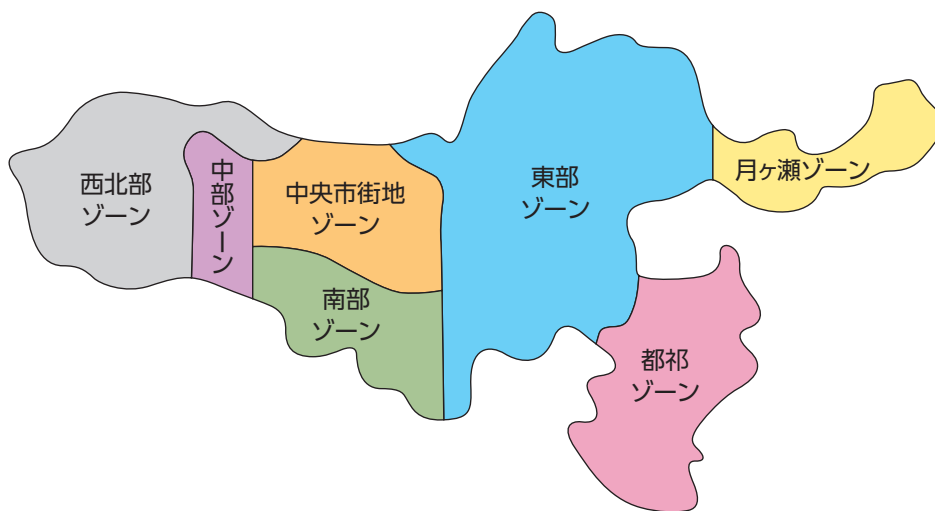 西北部
ゾーン
中部ゾーン
中央市街地
ゾーン
南部
ゾーン
東部
ゾーン
月ヶ瀬ゾーン
都祁
ゾーン